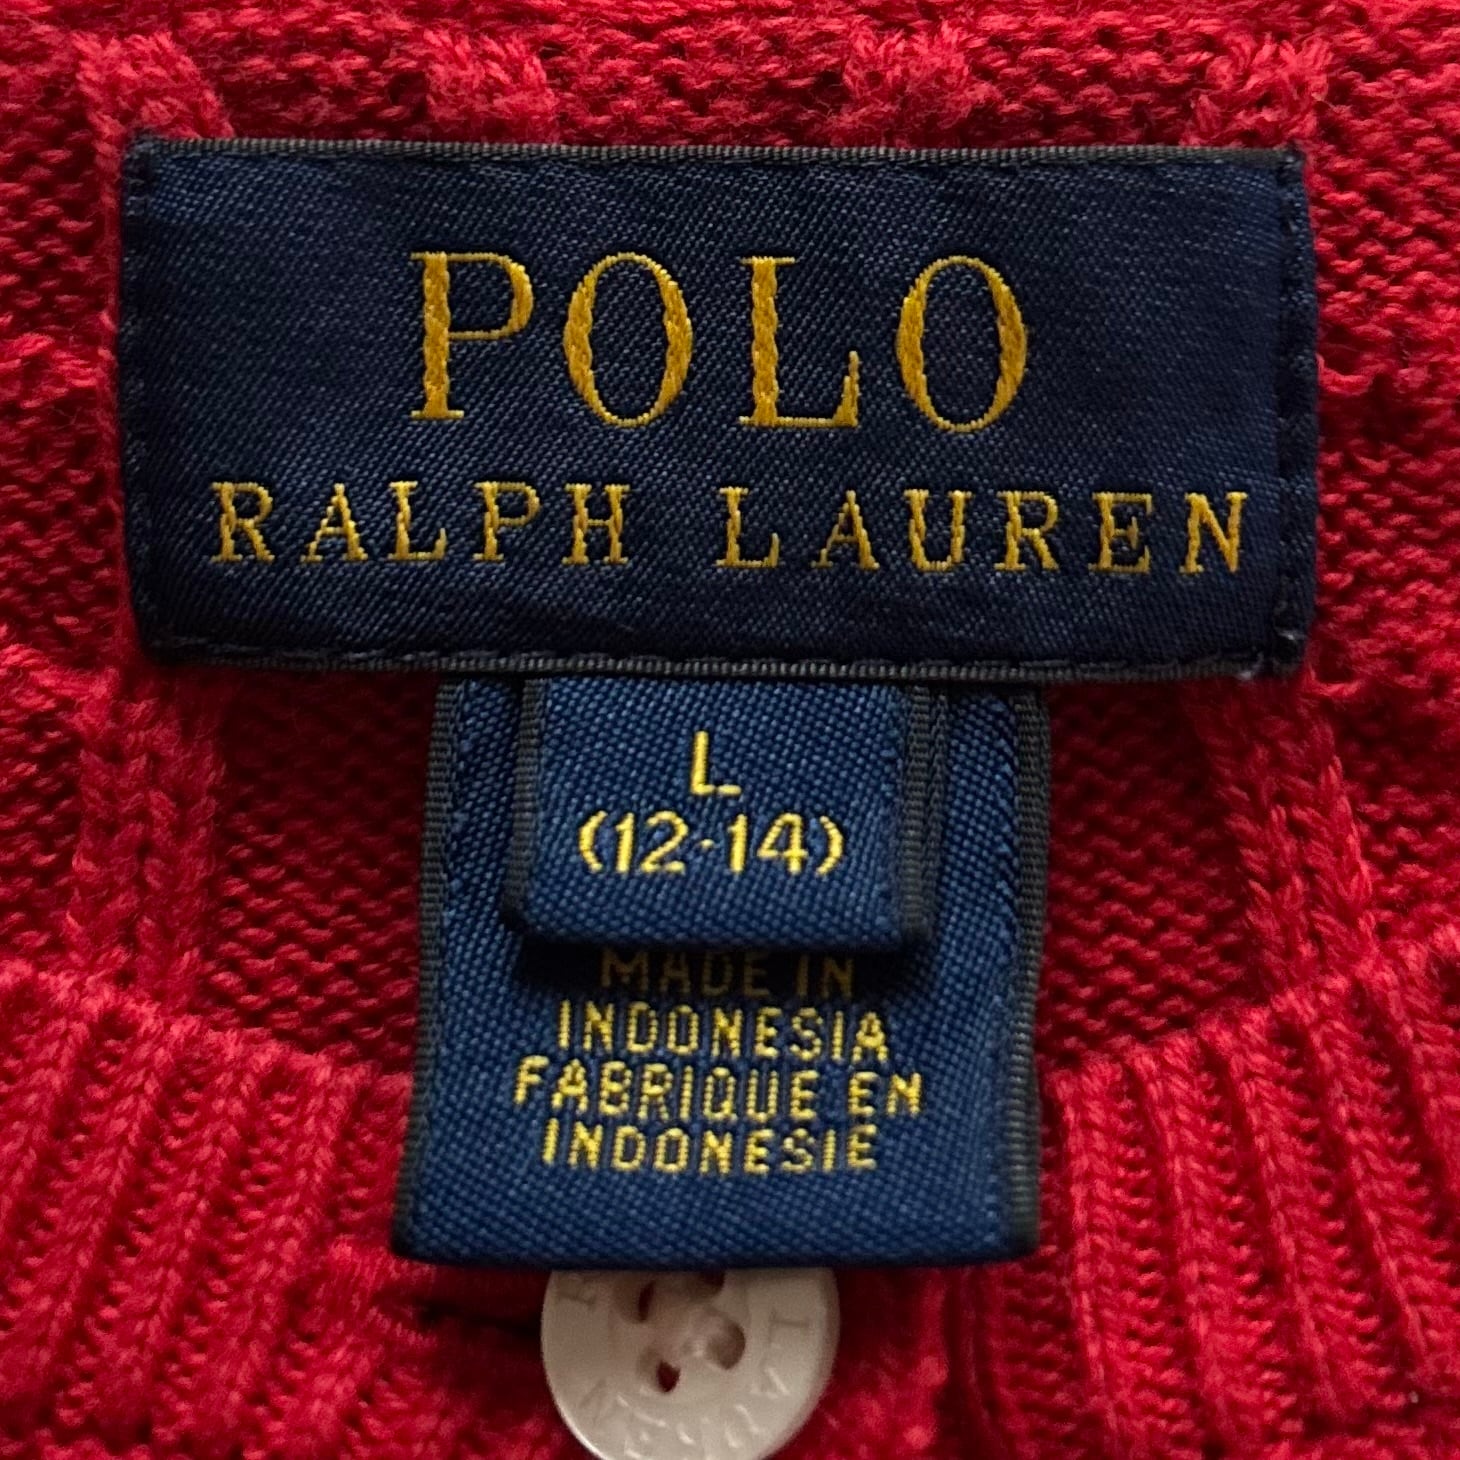 POLO
RALPH LAUREN
L
(12-14)
MADE IN
INDONESIA
FABRIQUE EN
INDONESIE